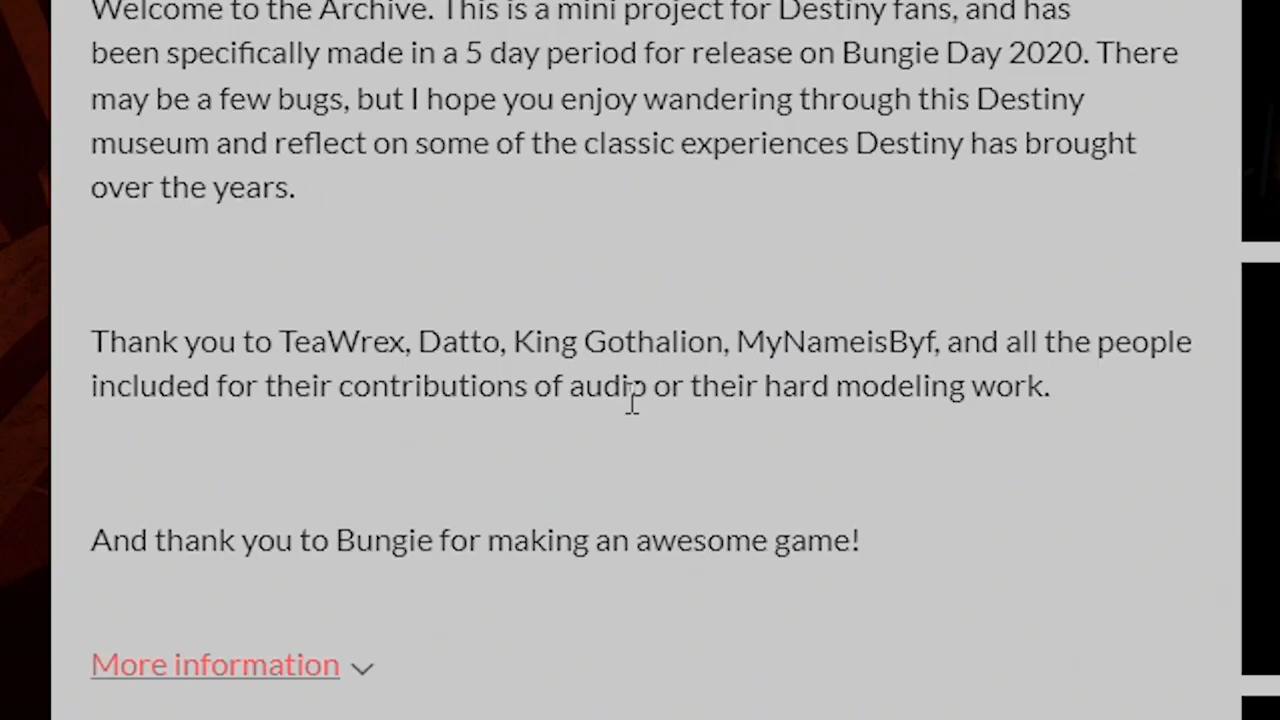 Welcome to the Archive. This is a mini project for Destiny fans, and has
been specifically made in a 5 day period for release on Bungie Day 2020. There
may be a few bugs, but I hope you enjoy wandering through this Destiny
museum and reflect on some of the classic experiences Destiny has brought
over the years.
Thank you to TeaWrex, Datto, King Gothalion, MyNameisByf, and all the people
included for their contributions of audio or their hard modeling work.
And thank you to Bungie for making an awesome game!
More information